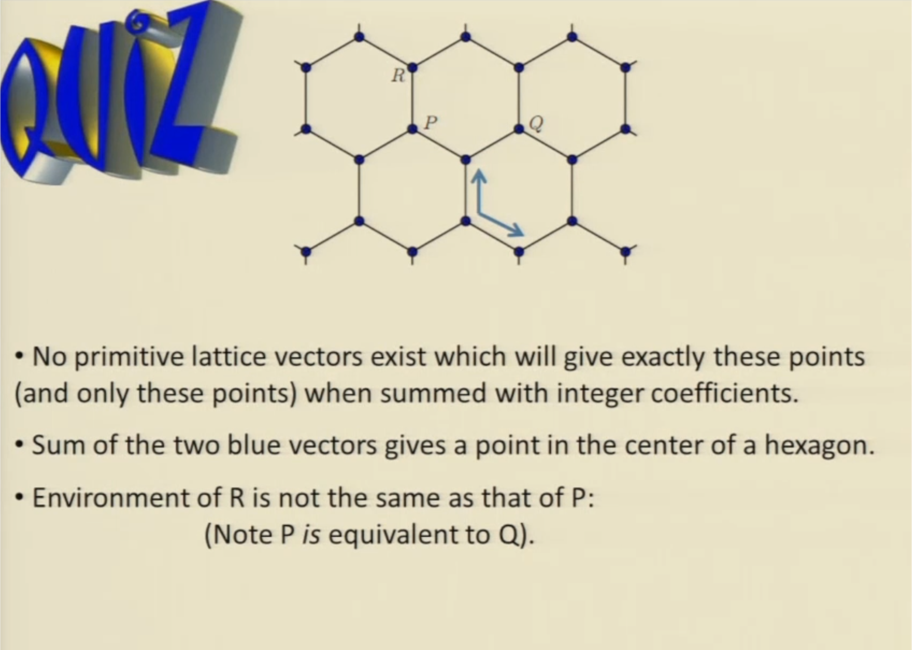 QUiZ
R
P
Q
• No primitive lattice vectors exist which will give exactly these points
(and only these points) when summed with integer coefficients.
• Sum of the two blue vectors gives a point in the center of a hexagon.
• Environment of R is not the same as that of P:
(Note P is equivalent to Q).